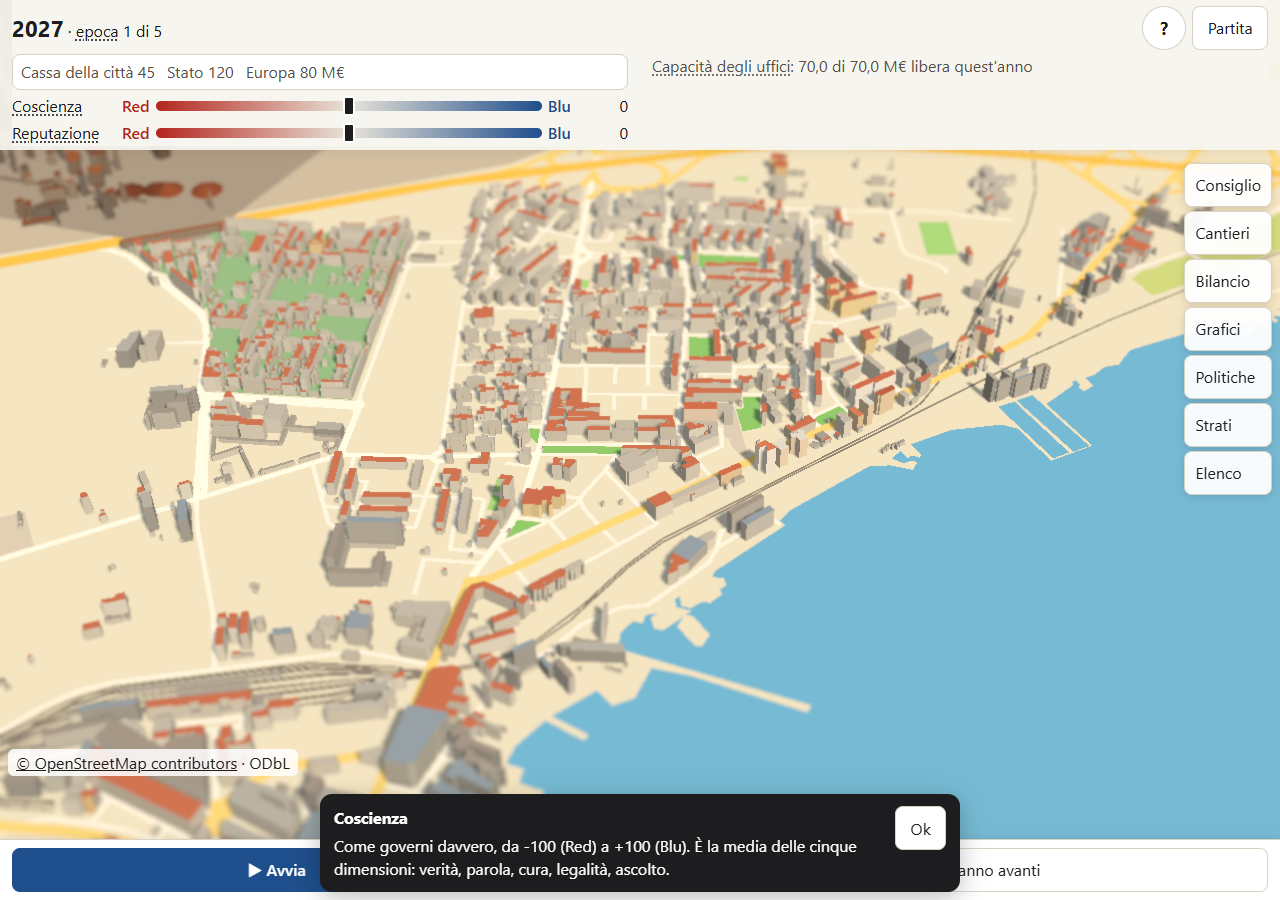 2027 · epoca 1 di 5
?
Partita
Cassa della città 45 Stato 120 Europa 80 M€
Capacità degli uffici: 70,0 di 70,0 M€ libera quest'anno
Coscienza Red Blu 0
Reputazione Red Blu 0
Consiglio
Cantieri
Bilancio
Grafici
Politiche
Strati
Elenco
© OpenStreetMap contributors · ODbL
Coscienza
Come governi davvero, da -100 (Red) a +100 (Blu). È la media delle cinque
dimensioni: verità, parola, cura, legalità, ascolto.
Ok
▶ Avvia
anno avanti